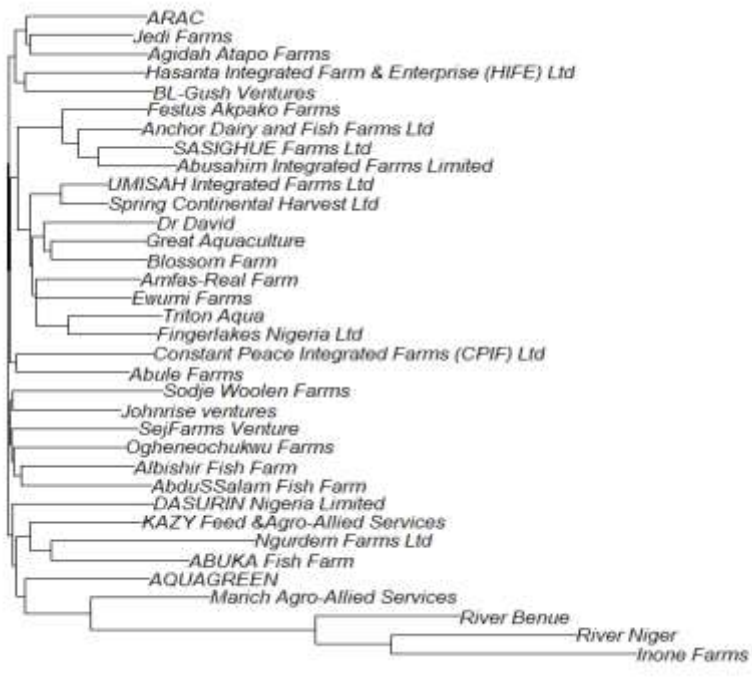 ARAC
Jedi Farms
Agidah Atapo Farms
Hasanta Integrated Farm & Enterprise (HIFE) Ltd
BL-Gush Ventures
Festus Akpako Farms
Anchor Dairy and Fish Farms Ltd
SASIGHUE Farms Ltd
Abusahim Integrated Farms Limited
UMISAH Integrated Farms Ltd
Spring Continental Harvest Ltd
Dr David
Great Aquaculture
Blossom Farm
Amfas-Real Farm
Ewumi Farms
Triton Aqua
Fingerlakes Nigeria Ltd
Constant Peace Integrated Farms (CPIF) Ltd
Abule Farms
Sodje Woolen Farms
Johnrise ventures
SejFarms Venture
Ogheneochukwu Farms
Albishir Fish Farm
AbduSSalam Fish Farm
DASURIN Nigeria Limited
KAZY Feed &Agro-Allied Services
Ngurdem Farms Ltd
ABUKA Fish Farm
AQUAGREEN
Marich Agro-Allied Services
River Benue
River Niger
Inone Farms